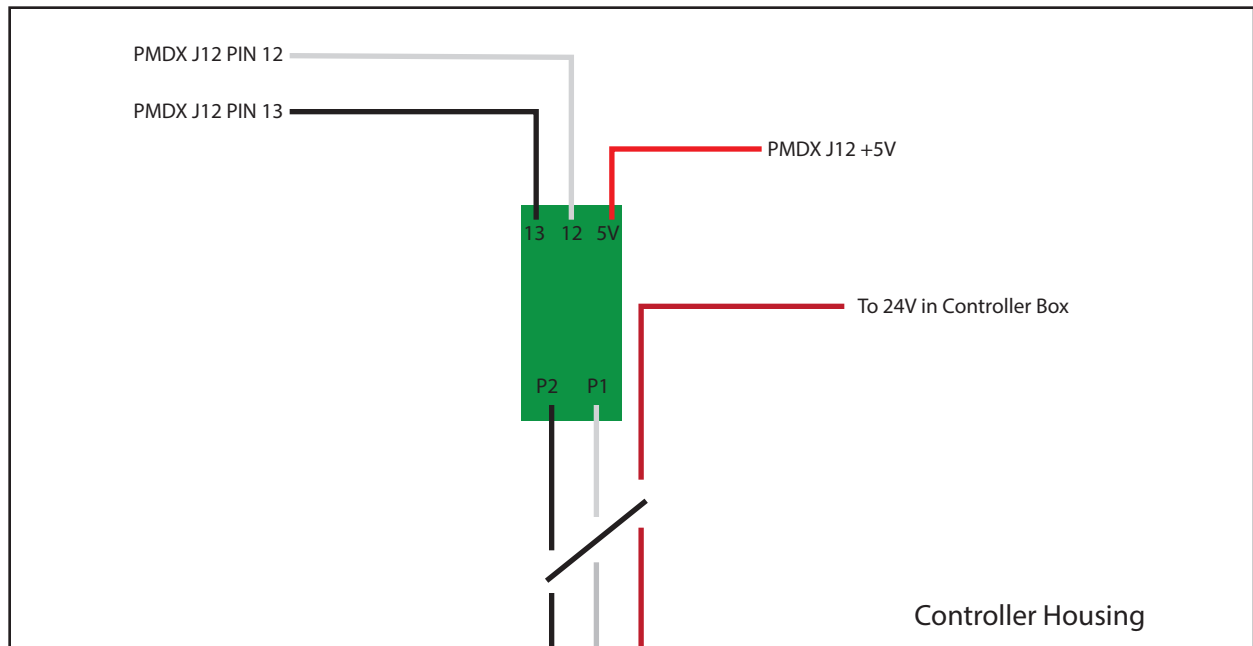 PMDX J12 PIN 12
PMDX J12 PIN 13
PMDX J12 +5V
13 12 5V
To 24V in Controller Box
P2 P1
Controller Housing